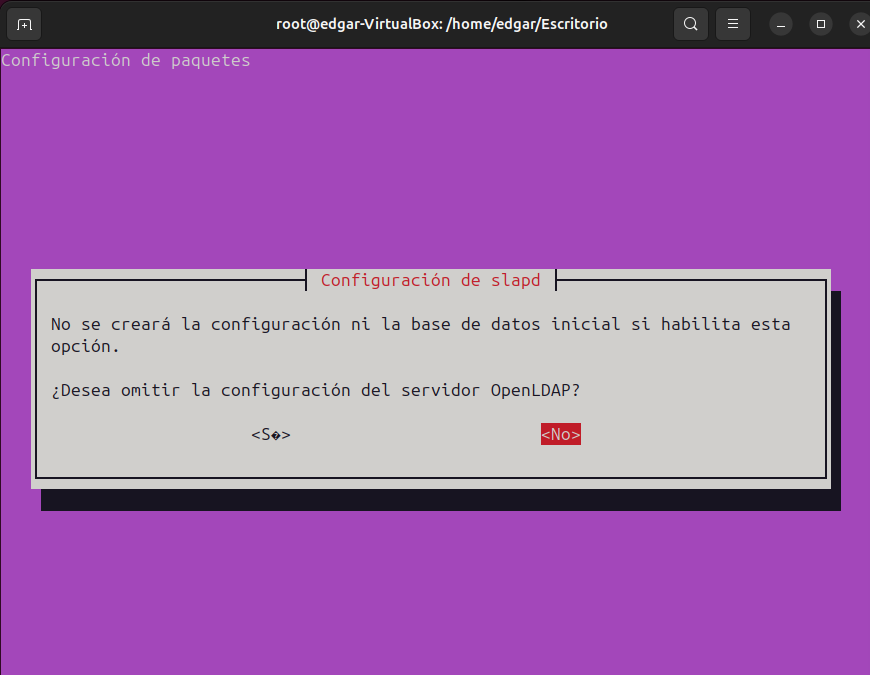 root@edgar-VirtualBox: /home/edgar/Escritorio
Configuración de paquetes
Configuración de slapd
No se creará la configuración ni la base de datos inicial si habilita esta
opción.
¿Desea omitir la configuración del servidor OpenLDAP?
<S�> <No>